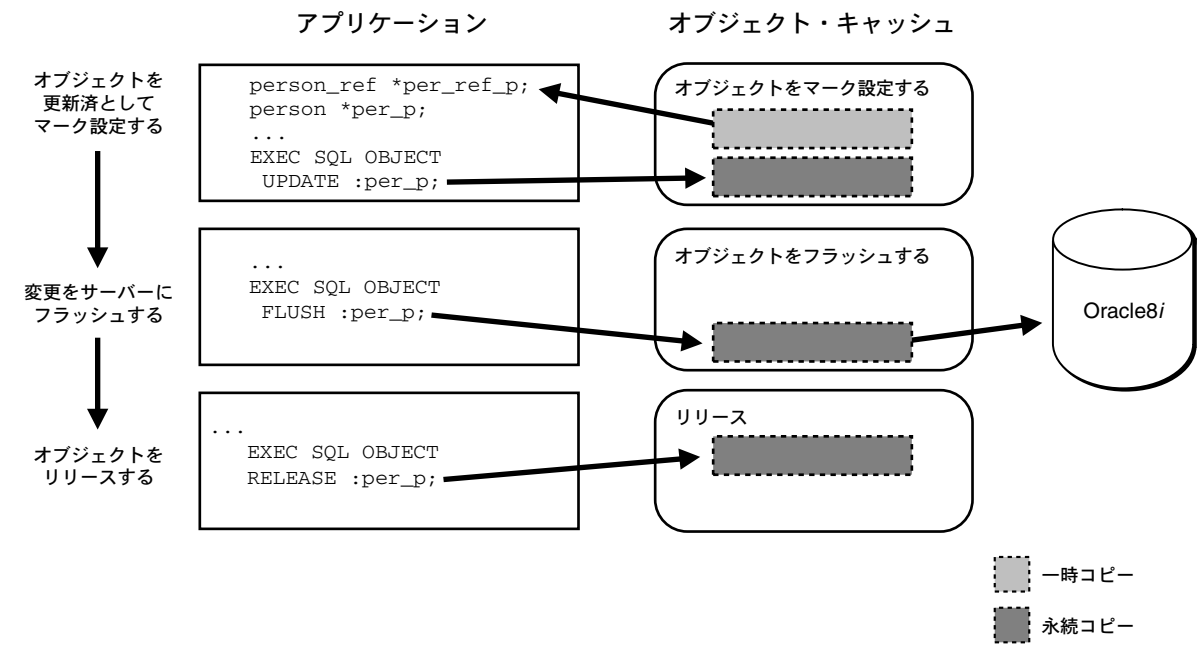 アプリケーション
オブジェクト・キャッシュ
オブジェクトを
更新済として
マーク設定する
person_ref *per_ref_p;
person *per_p;
...
EXEC SQL OBJECT
UPDATE :per_p;
オブジェクトをマーク設定する
変更をサーバーに
フラッシュする
...
EXEC SQL OBJECT
FLUSH :per_p;
オブジェクトをフラッシュする
Oracle8i
オブジェクトを
リリースする
...
EXEC SQL OBJECT
RELEASE :per_p;
リリース
一時コピー
永続コピー